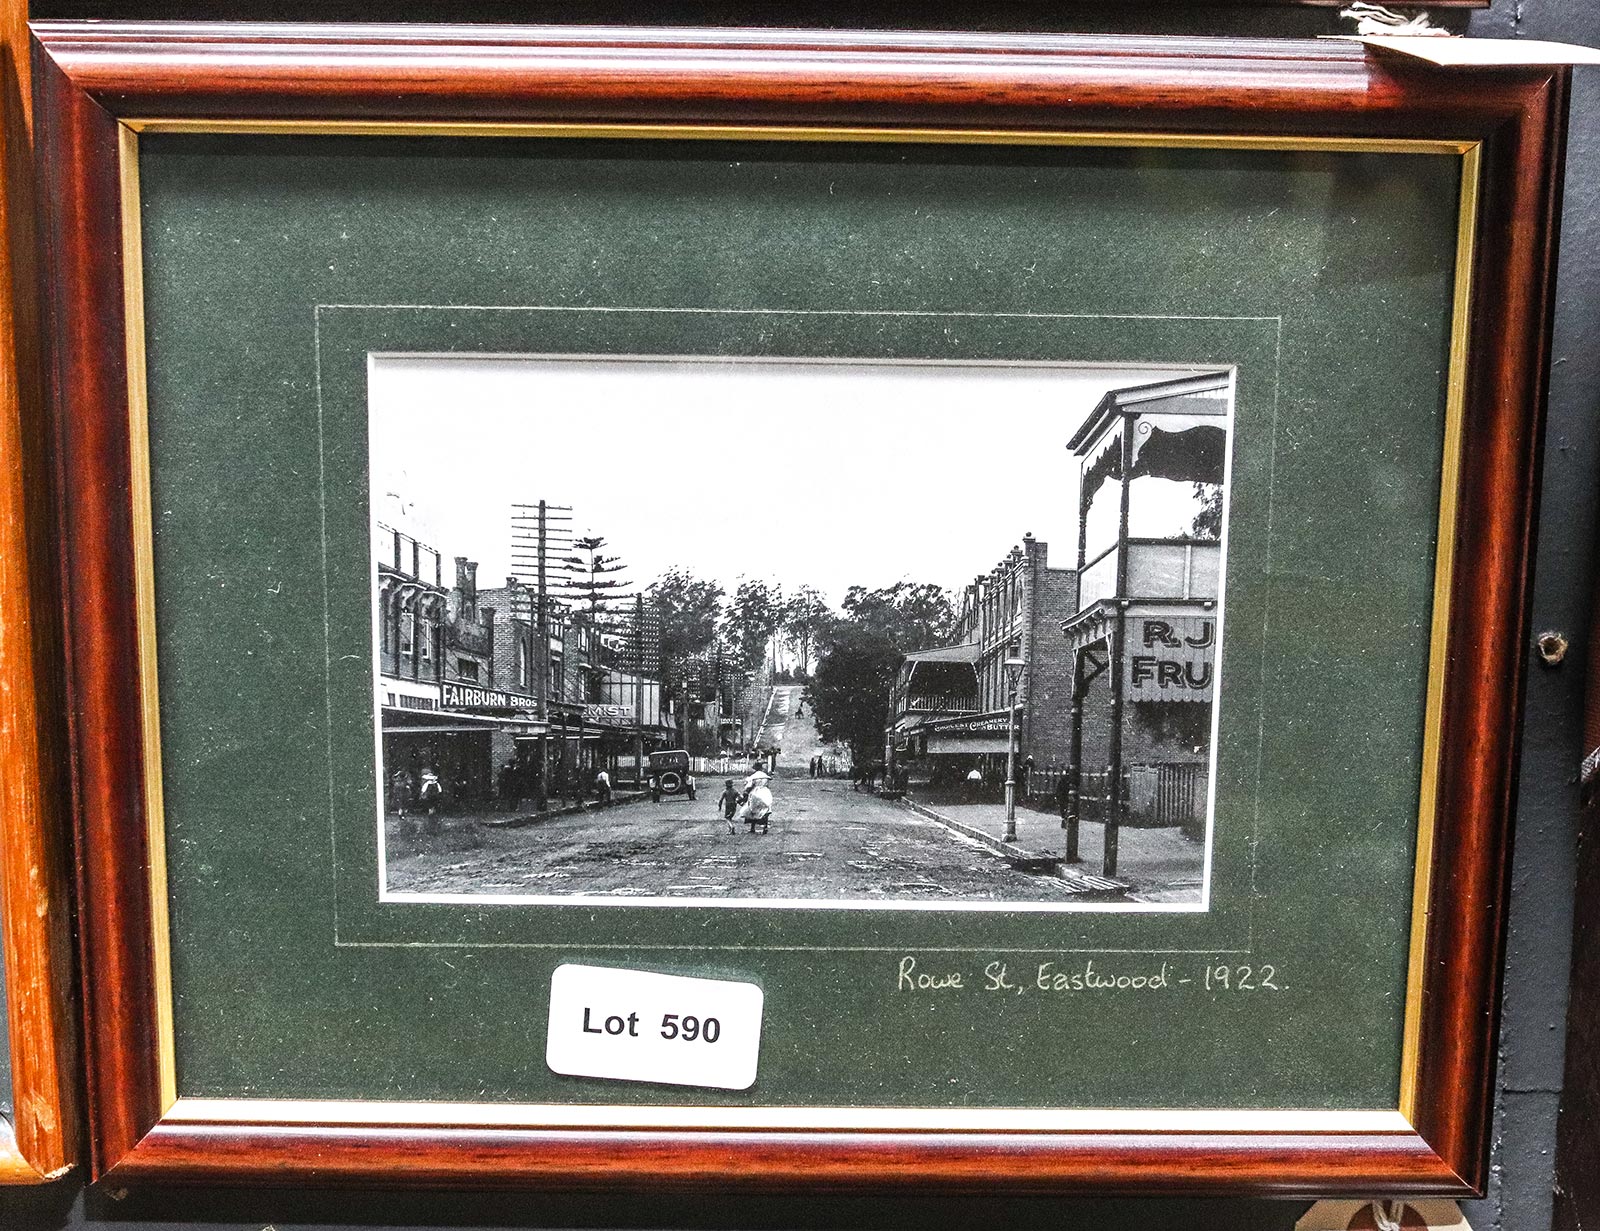 FAIRBURN BROS
MIST
CREAMERY
BUTTER
R.J
FRU
Rowe St, Eastwood - 1922.
Lot 590